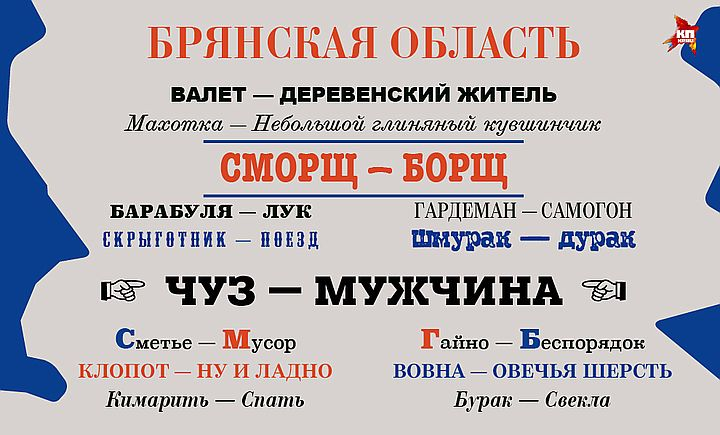 БРЯНСКАЯ ОБЛАСТЬ
КП
ВАЛЕТ — ДЕРЕВЕНСКИЙ ЖИТЕЛЬ
Махотка — Небольшой глиняный кувшинчик
СМОРЩ — БОРЩ
БАРАБУЛЯ — ЛУК
ГАРДЕМАН — САМОГОН
СКРЫГОТНИК — ПОЕЗД
Шмурак — дурак
ЧУЗ — МУЖЧИНА
Сметье — Мусор
Гайно — Беспорядок
КЛОПОТ — НУ И ЛАДНО
ВОВНА — ОВЕЧЬЯ ШЕРСТЬ
Кимарить — Спать
Бурак — Свекла